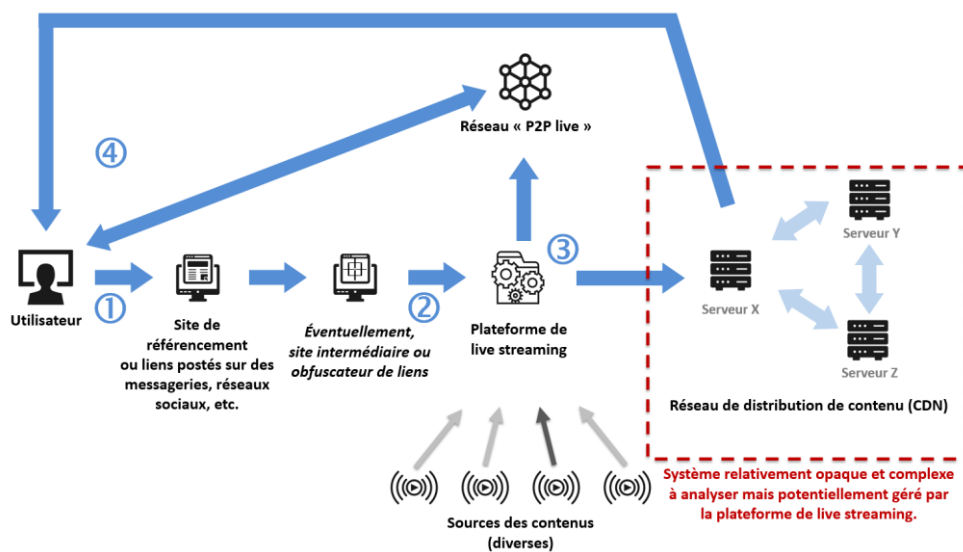 Réseau « P2P live »
④
Serveur Y
③
Serveur X
Utilisateur
①
②
Site de
référencement
ou liens postés sur des
messageries, réseaux
sociaux, etc.
Éventuellement,
site intermédiaire ou
obfuscateur de liens
Plateforme de
live streaming
Serveur Z
Réseau de distribution de contenu (CDN)
Système relativement opaque et complexe
à analyser mais potentiellement géré par
la plateforme de live streaming.
Sources des contenus
(diverses)